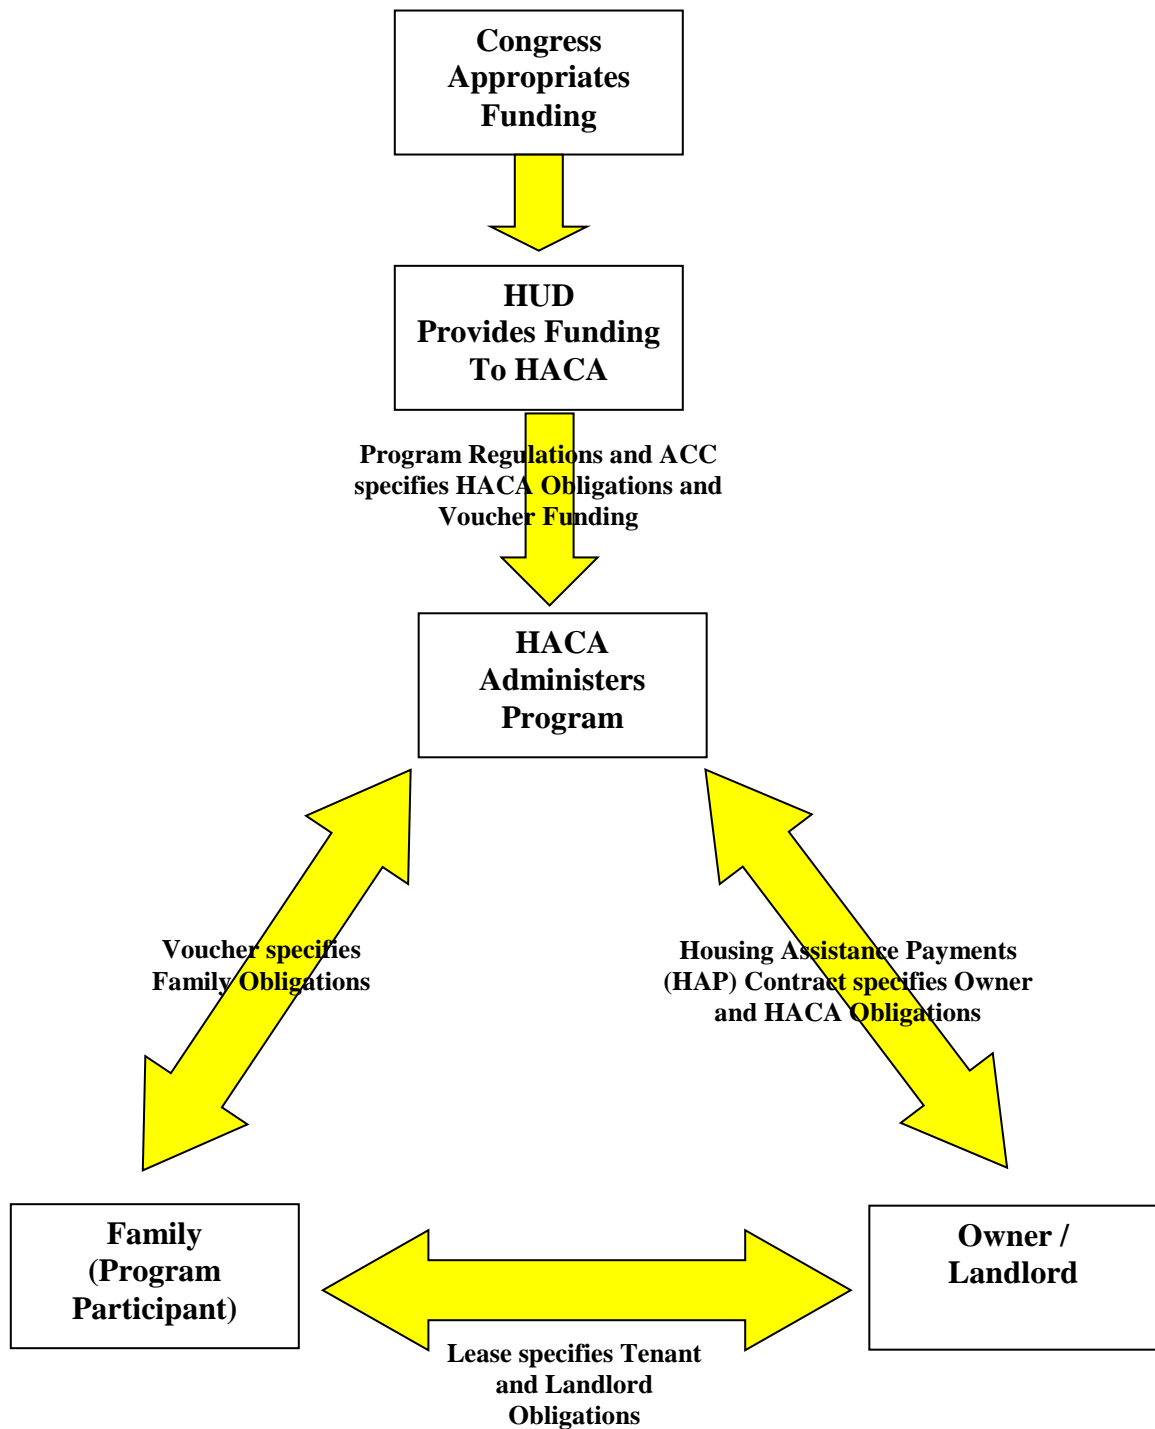 Congress
Appropriates
Funding
HUD
Provides Funding
To HACA
Program Regulations and ACC
specifies HACA Obligations and
Voucher Funding
HACA
Administers
Program
Voucher specifies
Family Obligations
Housing Assistance Payments
(HAP) Contract specifies Owner
and HACA Obligations
Family
(Program
Participant)
Owner /
Landlord
Lease specifies Tenant
and Landlord
Obligations